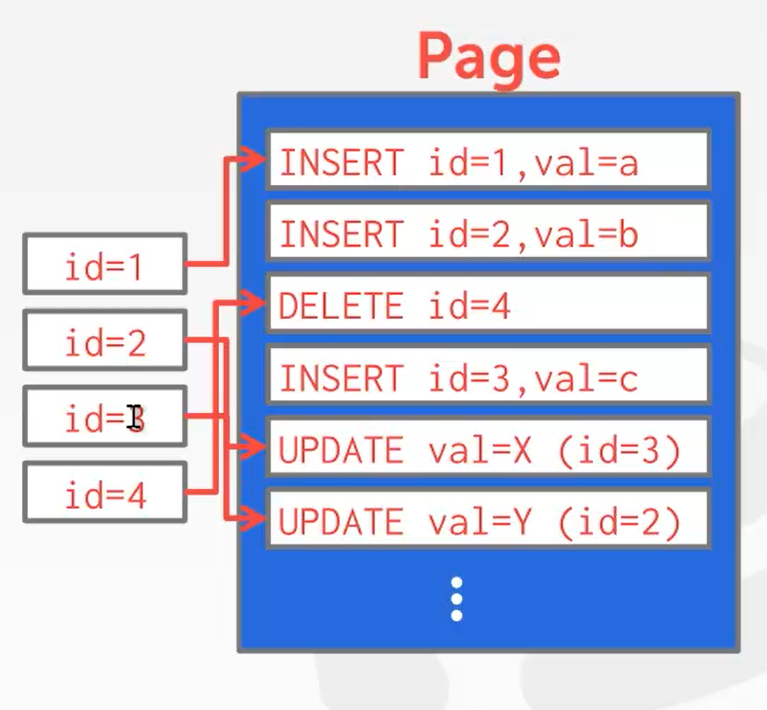 Page
INSERT id=1,val=a
INSERT id=2,val=b
DELETE id=4
INSERT id=3,val=c
UPDATE val=X (id=3)
UPDATE val=Y (id=2)
id=1
id=2
id=3
id=4